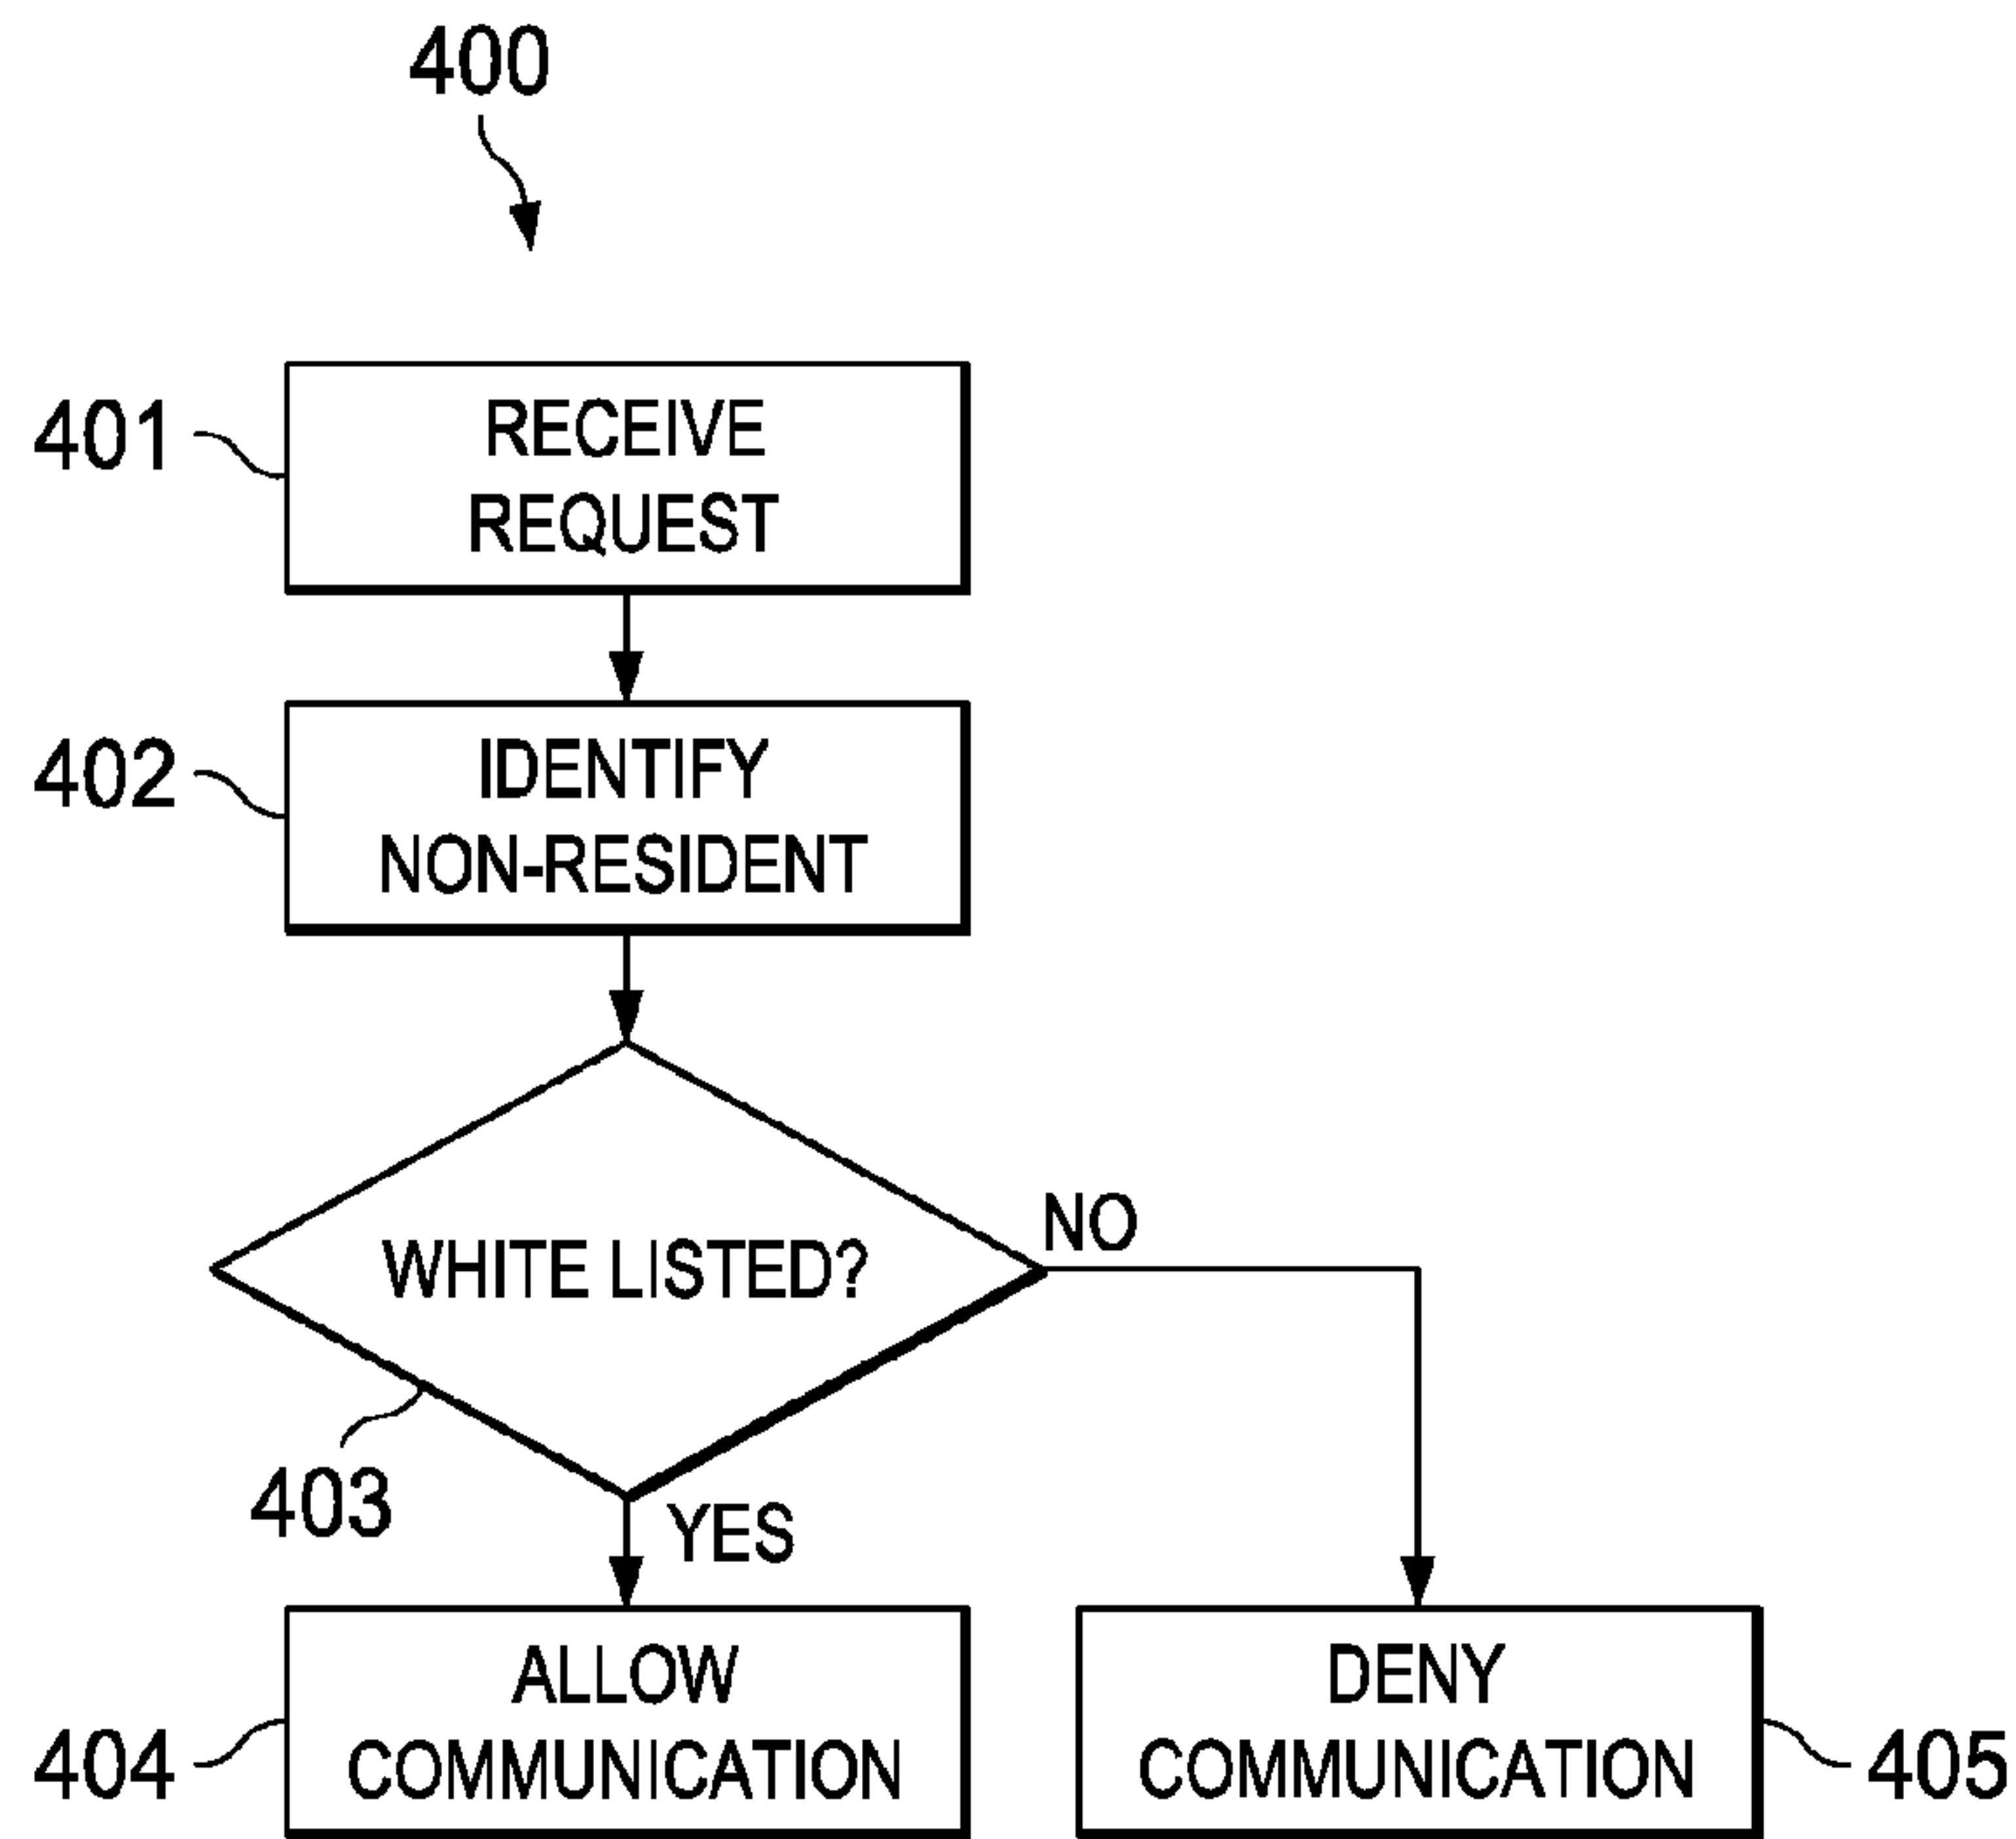 400
401
RECEIVE
REQUEST
402
IDENTIFY
NON-RESIDENT
WHITE LISTED?
NO
403
YES
404
ALLOW
COMMUNICATION
DENY
COMMUNICATION
405